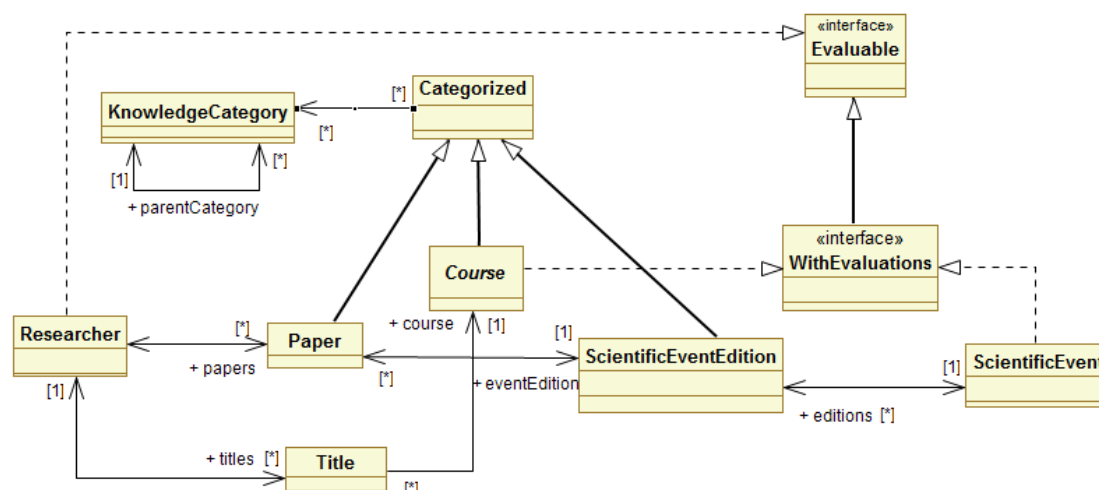 «interface»
Evaluable
Categorized
[*]
KnowledgeCategory
[*]
[1]
[*]
+ parentCategory
«interface»
WithEvaluations
Course
+ course
[1]
Researcher
[*]
Paper
+ papers
[1]
[*]
[1]
ScientificEventEdition
+ eventEdition
[1]
ScientificEvent
+ editions [*]
+ titles [*]
Title
[*]